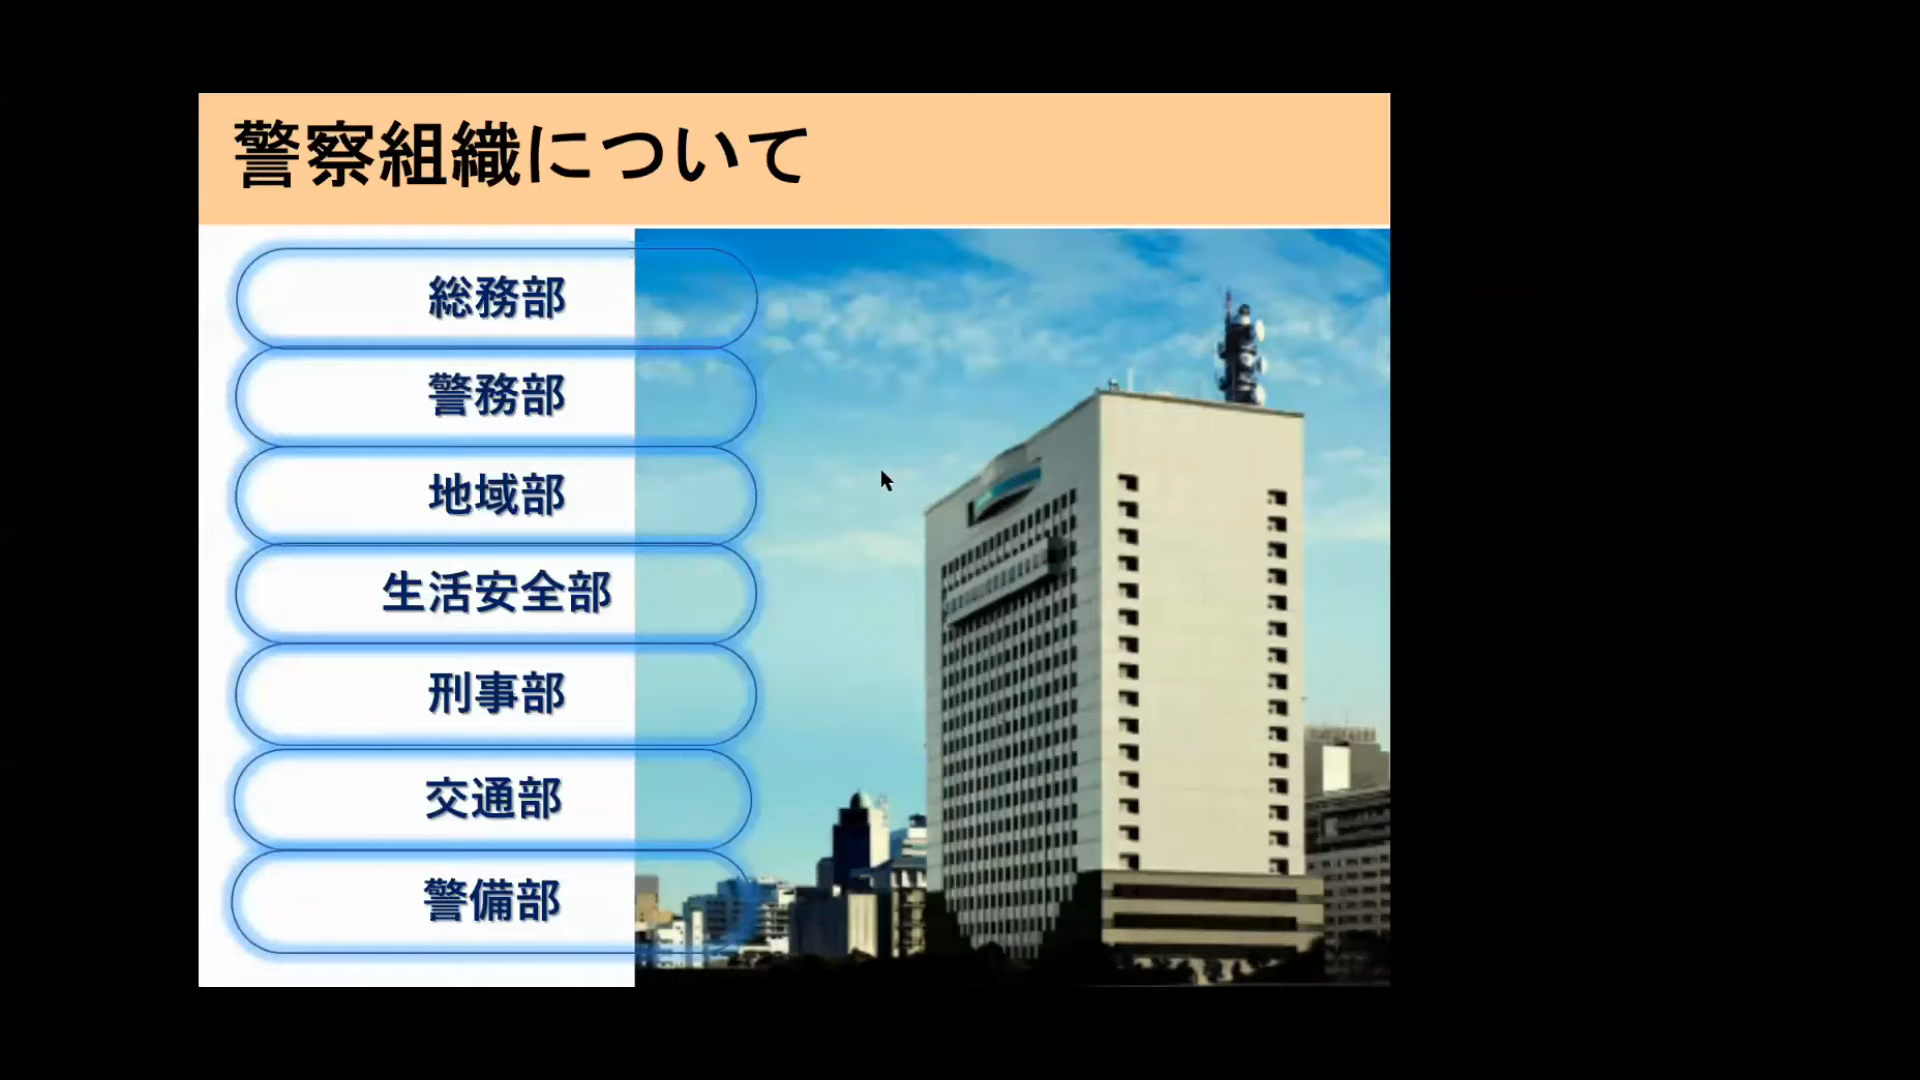 警察組織について
総務部
警務部
地域部
生活安全部
刑事部
交通部
警備部